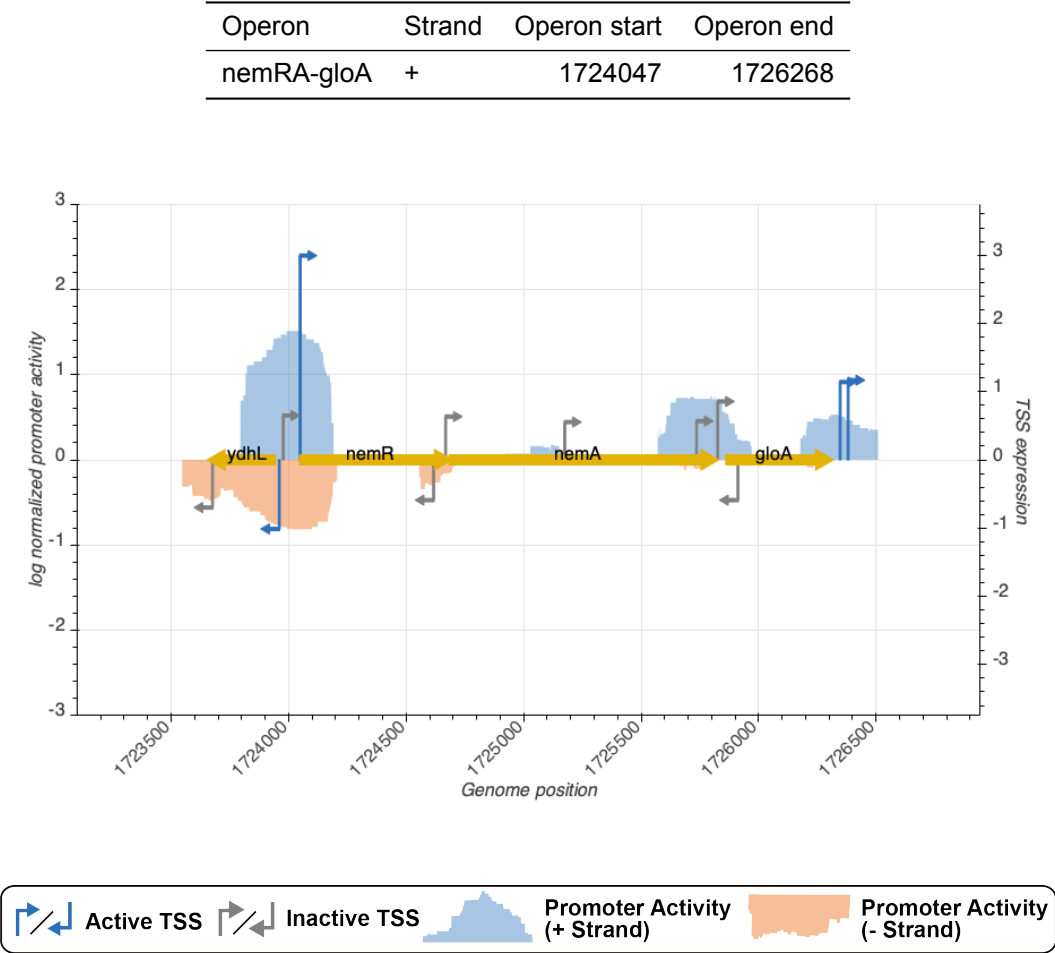 Operon Strand Operon start Operon end
nemRA-gloA + 1724047 1726268
3
2
1
0
-1
-2
-3
log normalized promoter activity
3
2
1
0
-1
-2
-3
TSS expression
ydhL nemR nemA gloA
1723500 1724000 1724500 1725000 1725500 1726000 1726500
Genome position
Active TSS Inactive TSS Promoter Activity (+ Strand) Promoter Activity (- Strand)